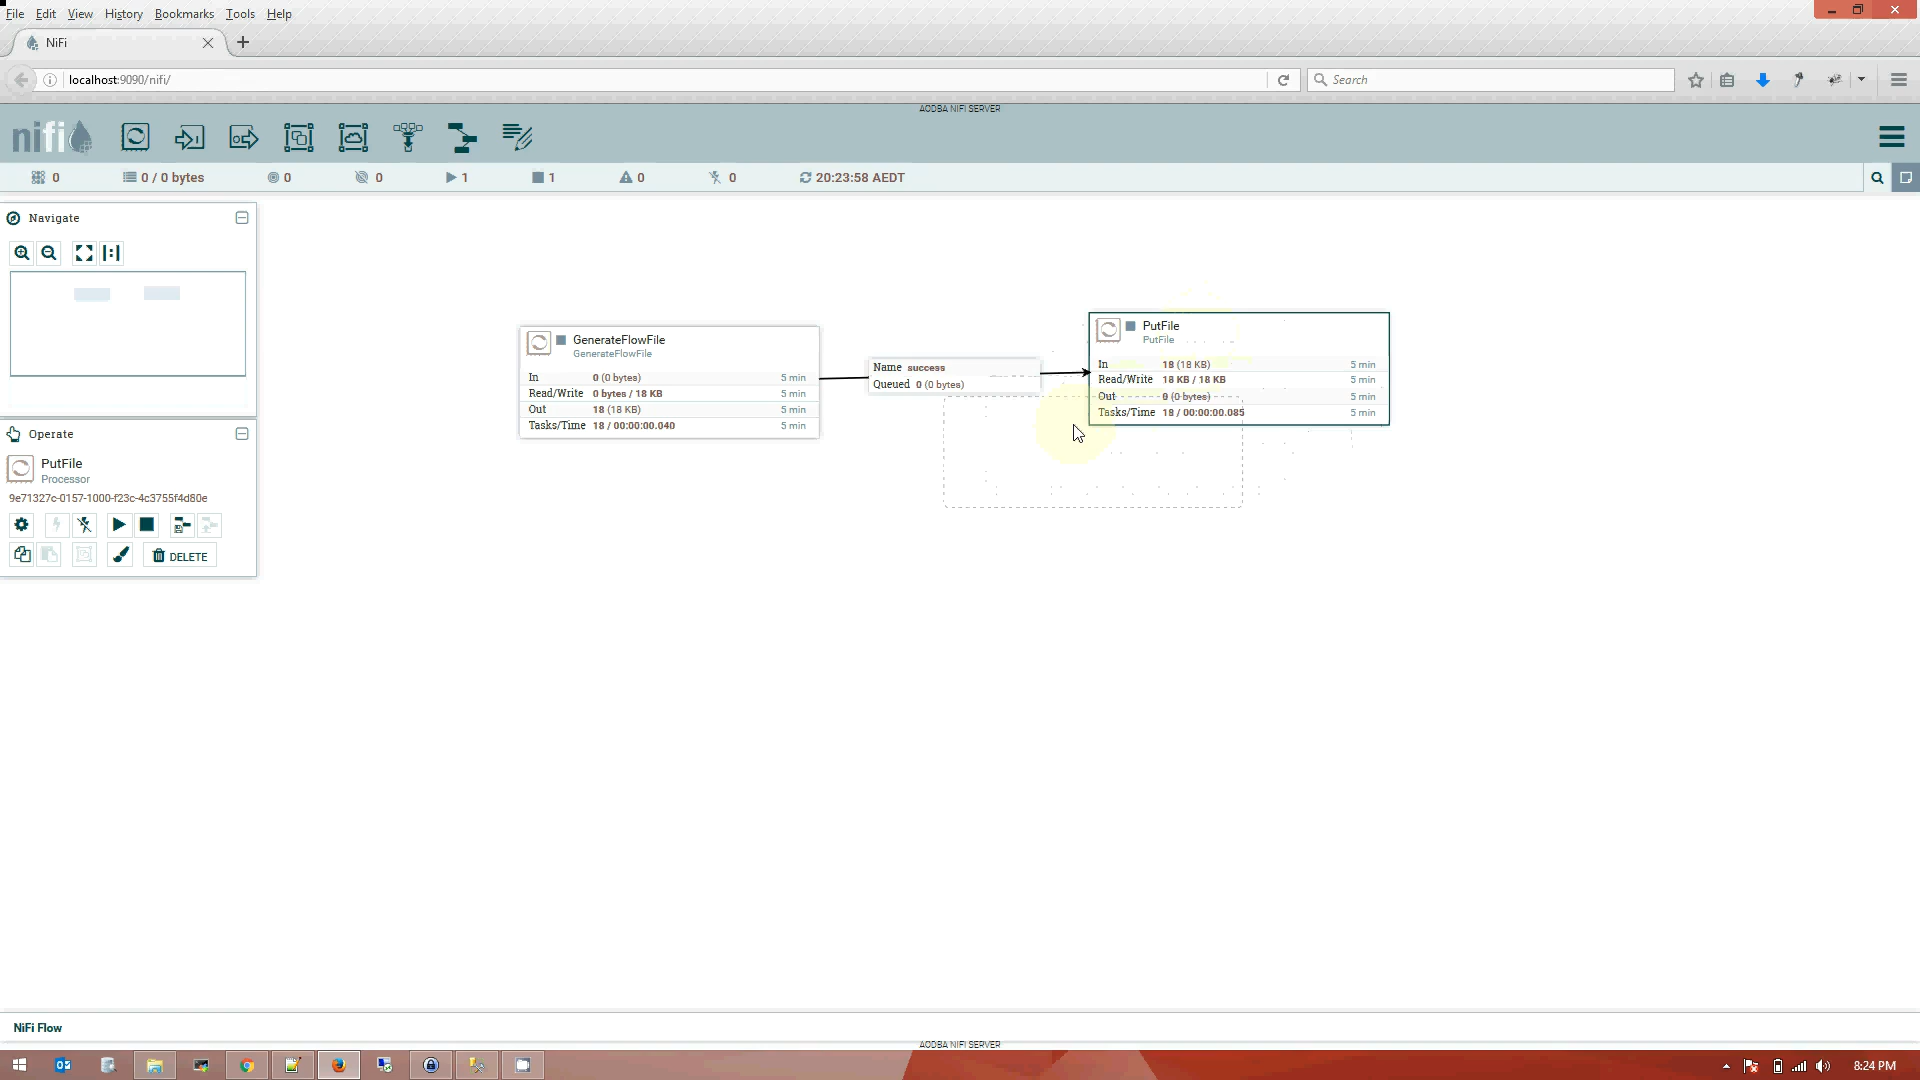 File Edit View History Bookmarks Tools Help
NiFi
localhost:9090/nifi/
Search
AODBA NIFI SERVER
nifi
0
0 / 0 bytes
0
0
1
1
0
0
20:23:58 AEDT
Navigate
Operate
PutFile
Processor
9e71327c-0157-1000-f23c-4c3755f4d80e
DELETE
GenerateFlowFile
GenerateFlowFile
In 0 (0 bytes) 5 min
Read/Write 0 bytes / 18 KB 5 min
Out 18 (18 KB) 5 min
Tasks/Time 18 / 00:00:00.040 5 min
Name success
Queued 0 (0 bytes)
PutFile
PutFile
In 18 (18 KB) 5 min
Read/Write 18 KB / 18 KB 5 min
Out 0 (0 bytes) 5 min
Tasks/Time 18 / 00:00:00.085 5 min
NiFi Flow
AODBA NIFI SERVER
8:24 PM